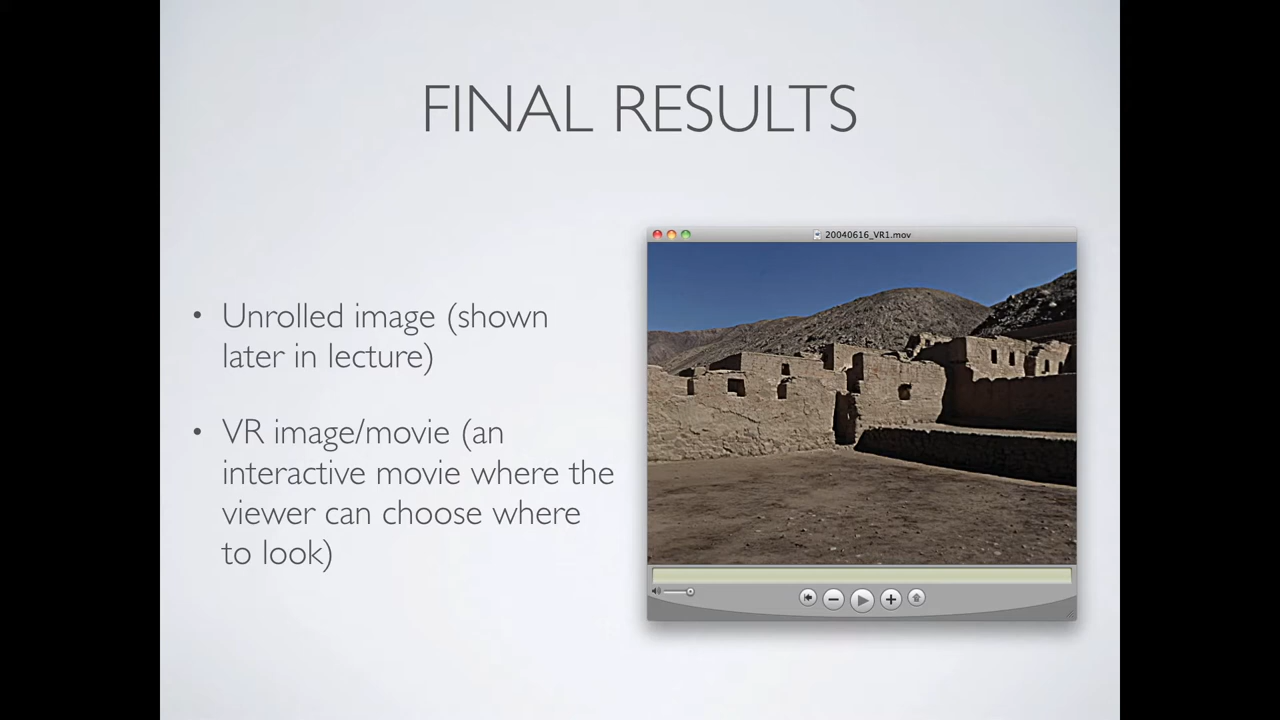 FINAL RESULTS
• Unrolled image (shown
later in lecture)
• VR image/movie (an
interactive movie where the
viewer can choose where
to look)
20040616_VR1.mov